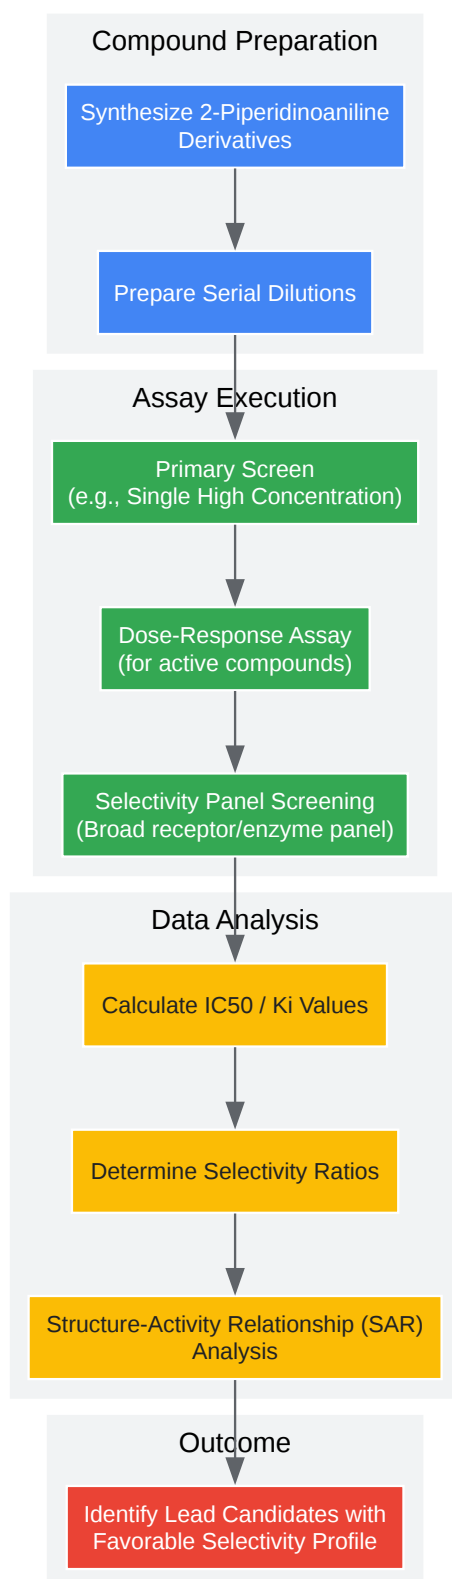 Compound Preparation
Synthesize 2-Piperidinoaniline
Derivatives
Prepare Serial Dilutions
Assay Execution
Primary Screen
(e.g., Single High Concentration)
Dose-Response Assay
(for active compounds)
Selectivity Panel Screening
(Broad receptor/enzyme panel)
Data Analysis
Calculate IC50 / Ki Values
Determine Selectivity Ratios
Structure-Activity Relationship (SAR)
Analysis
Outcome
Identify Lead Candidates with
Favorable Selectivity Profile